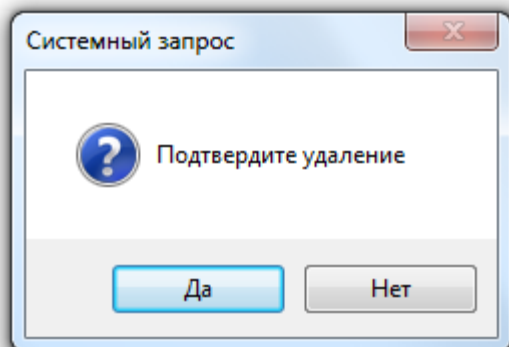 Системный запрос
Подтвердите удаление
Да
Нет